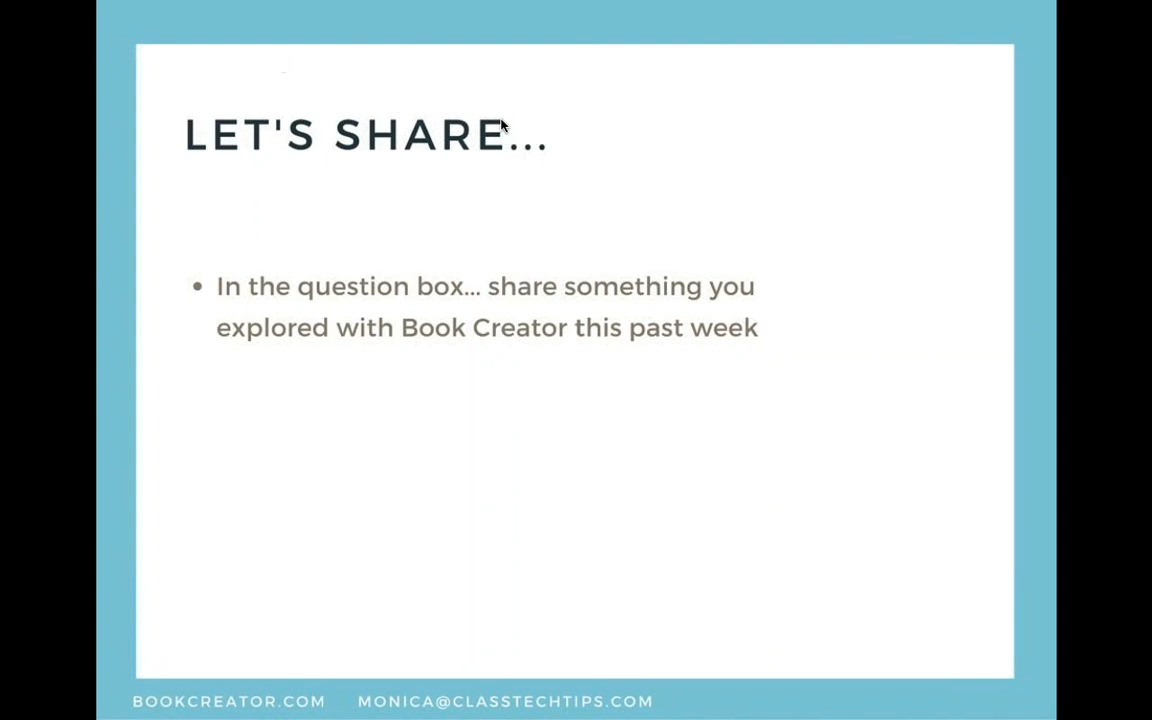 LET'S SHARE...
• In the question box... share something you
explored with Book Creator this past week
BOOKCREATOR.COM MONICA@CLASSTECHTIPS.COM